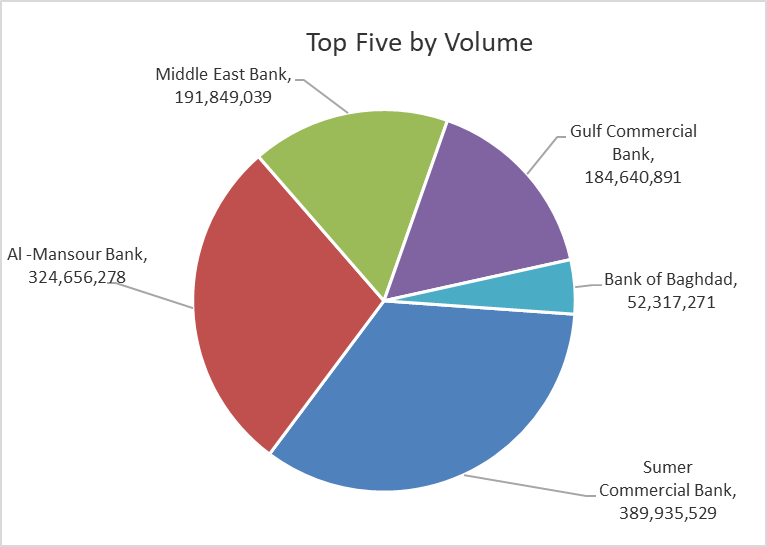 Top Five by Volume
Middle East Bank,
191,849,039
Gulf Commercial
Bank,
184,640,891
Al -Mansour Bank,
324,656,278
Bank of Baghdad,
52,317,271
Sumer
Commercial Bank,
389,935,529